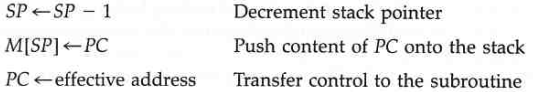 SP ← SP − 1 Decrement stack pointer
M[SP] ← PC Push content of PC onto the stack
PC ← effective address Transfer control to the subroutine